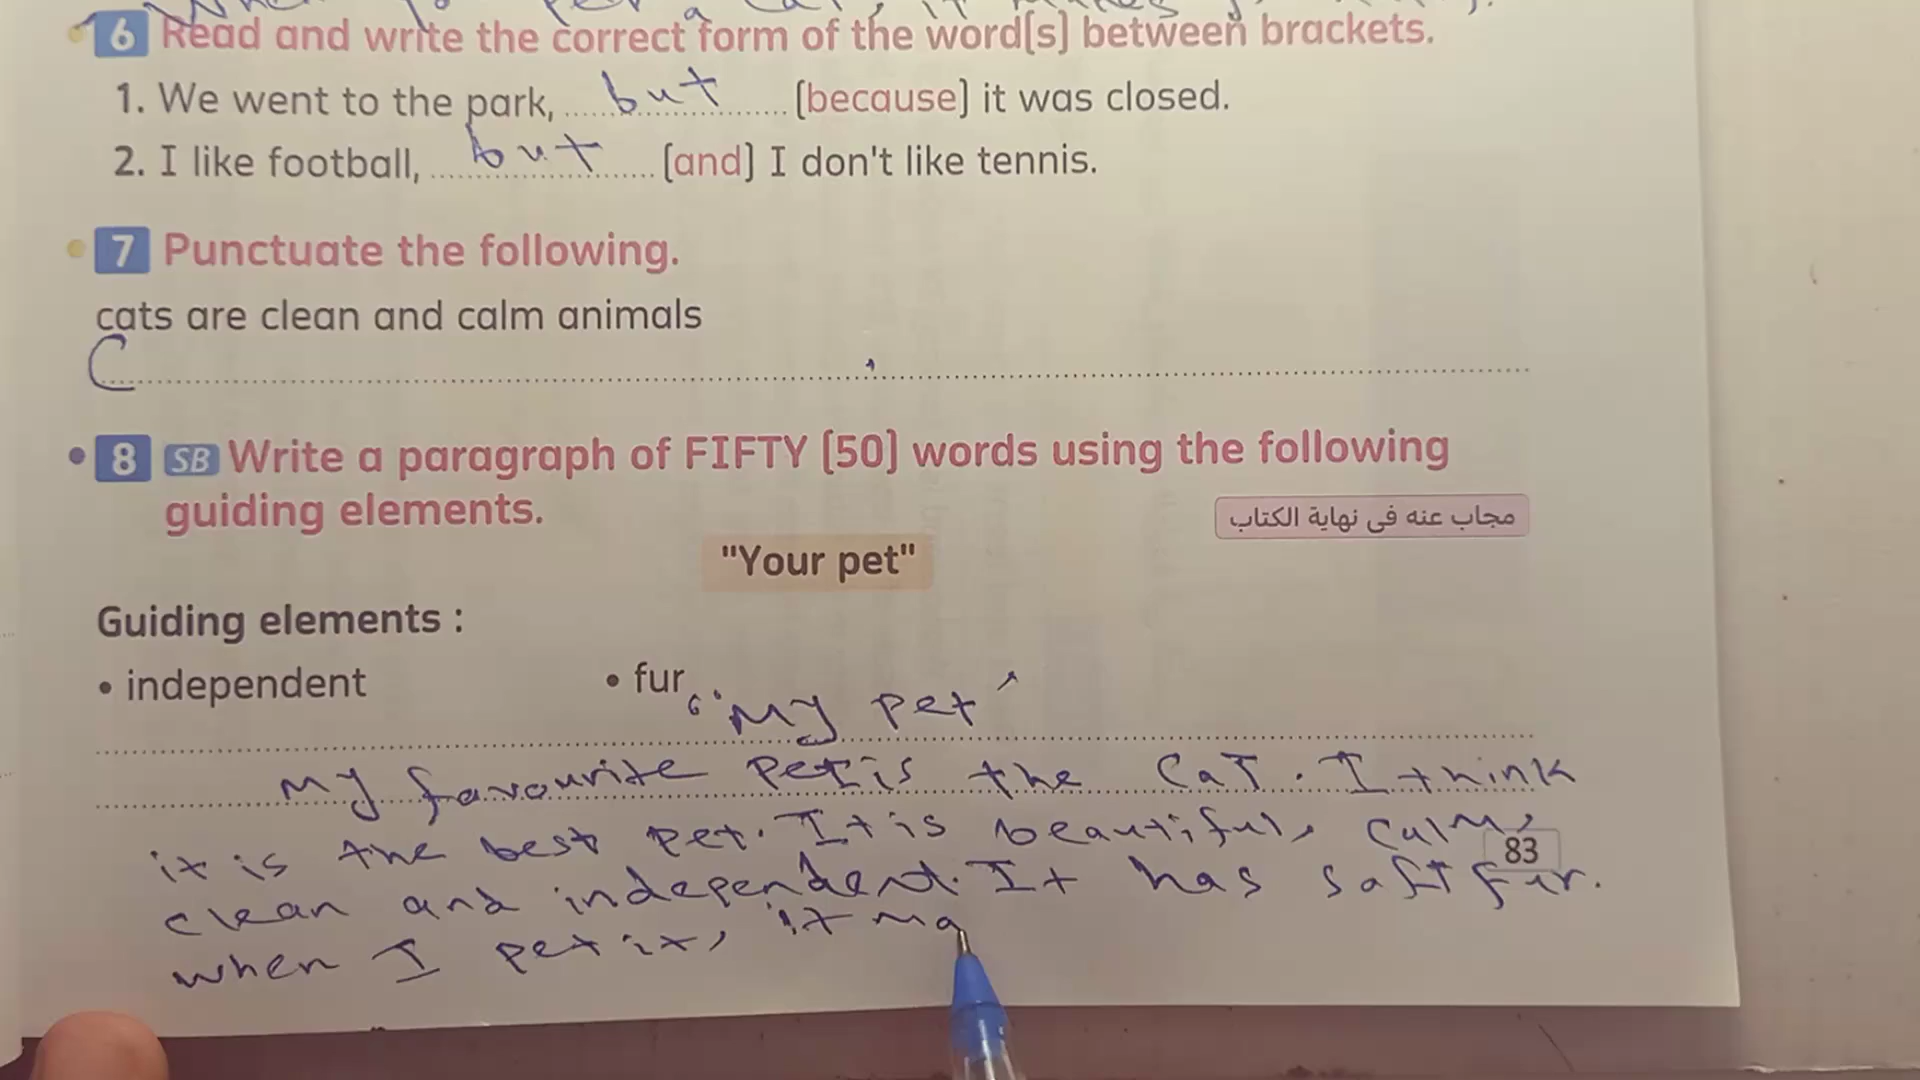 When I pet a cat, it makes
6 Read and write the correct form of the word[s] between brackets.
1. We went to the park, but [because] it was closed.
2. I like football, but [and] I don't like tennis.
7 Punctuate the following.
cats are clean and calm animals
C .
8 SB Write a paragraph of FIFTY [50] words using the following
guiding elements.
مجاب عنه فى نهاية الكتاب
"Your pet"
Guiding elements :
• independent • fur
"My pet"
My favourite pet is the cat. I think
it is the best pet. It is beautiful, calm,
83
clean and independent. It has soft fur.
when I pet it, it ma